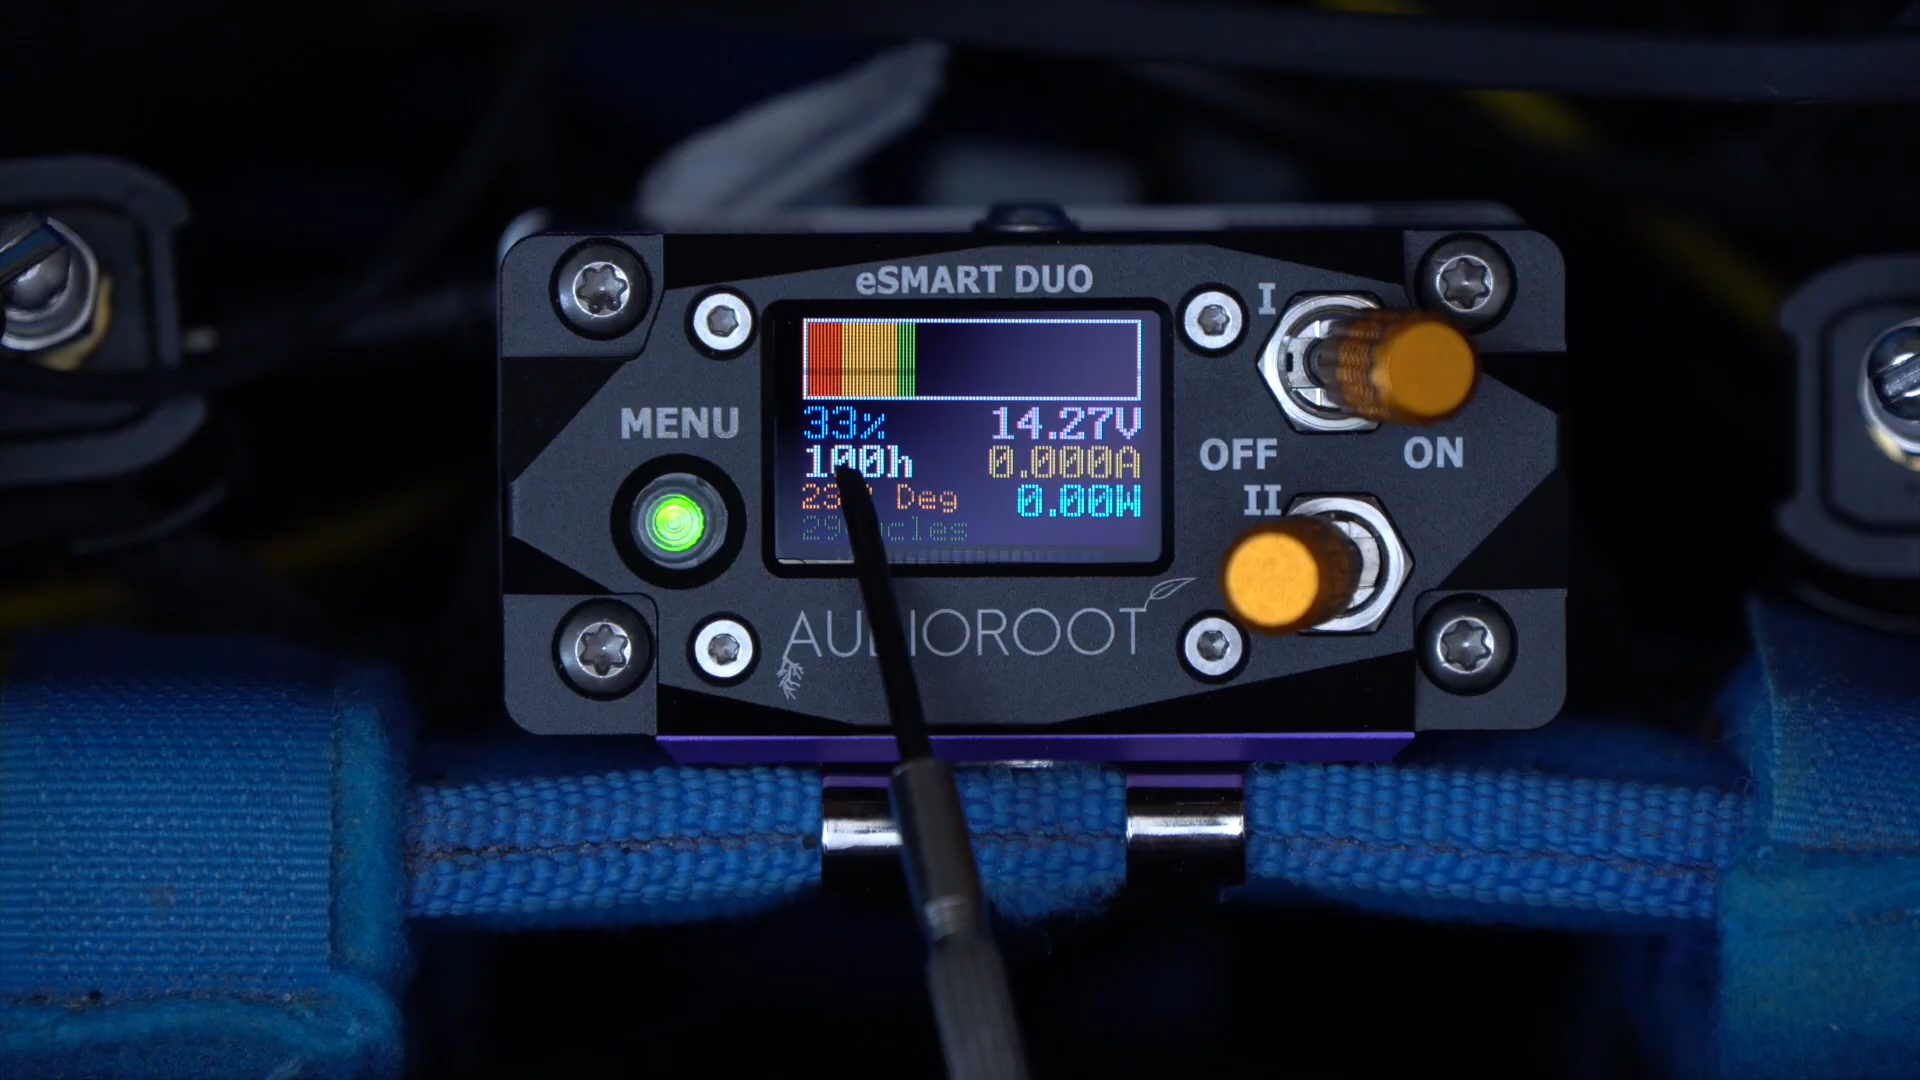 eSMART DUO
I
33% 14.27V
MENU
100h 0.000A
OFF ON
Deg 0.00W
II
AUDIOROOT